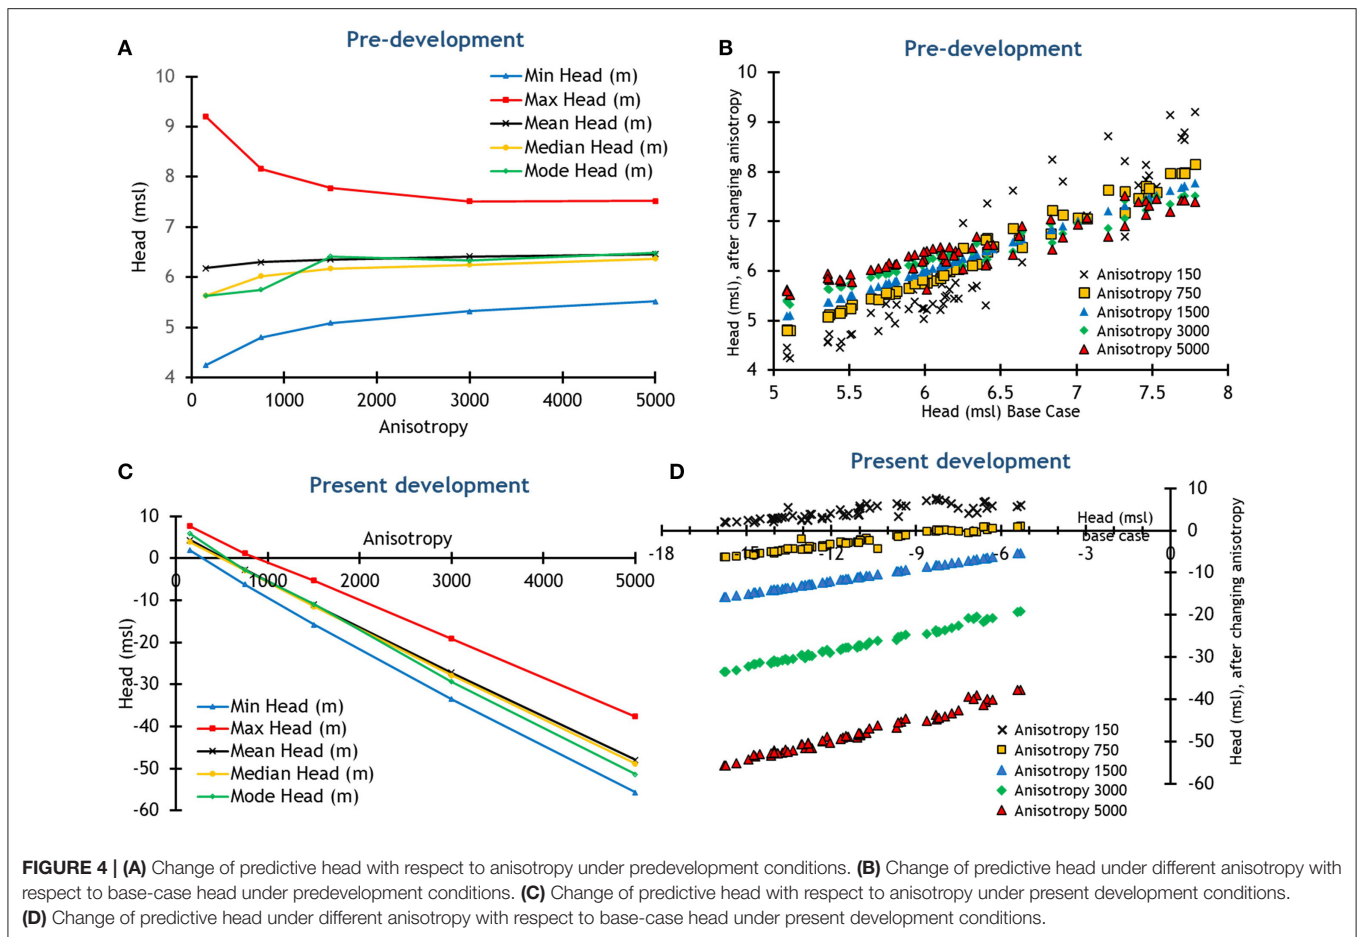 A
Pre-development
10
9
8
7
6
5
4
Head (msl)
0
1000
2000
3000
4000
5000
Anisotropy
Min Head (m)
Max Head (m)
Mean Head (m)
Median Head (m)
Mode Head (m)
B
Pre-development
10
9
8
7
6
5
4
Head (msl), after changing anisotropy
5
5.5
6
6.5
7
7.5
8
Head (msl) Base Case
Anisotropy 150
Anisotropy 750
Anisotropy 1500
Anisotropy 3000
Anisotropy 5000
C
Present development
10
0
-10
-20
-30
-40
-50
-60
Head (msl)
Anisotropy
0
1000
2000
3000
4000
5000
Min Head (m)
Max Head (m)
Mean Head (m)
Median Head (m)
Mode Head (m)
D
Present development
Head (msl)
base case
-18
-15
-12
-9
-6
-3
0
10
0
-10
-20
-30
-40
-50
-60
Head (msl), after changing anisotropy
Anisotropy 150
Anisotropy 750
Anisotropy 1500
Anisotropy 3000
Anisotropy 5000
FIGURE 4 | (A) Change of predictive head with respect to anisotropy under predevelopment conditions. (B) Change of predictive head under different anisotropy with
respect to base-case head under predevelopment conditions. (C) Change of predictive head with respect to anisotropy under present development conditions.
(D) Change of predictive head under different anisotropy with respect to base-case head under present development conditions.